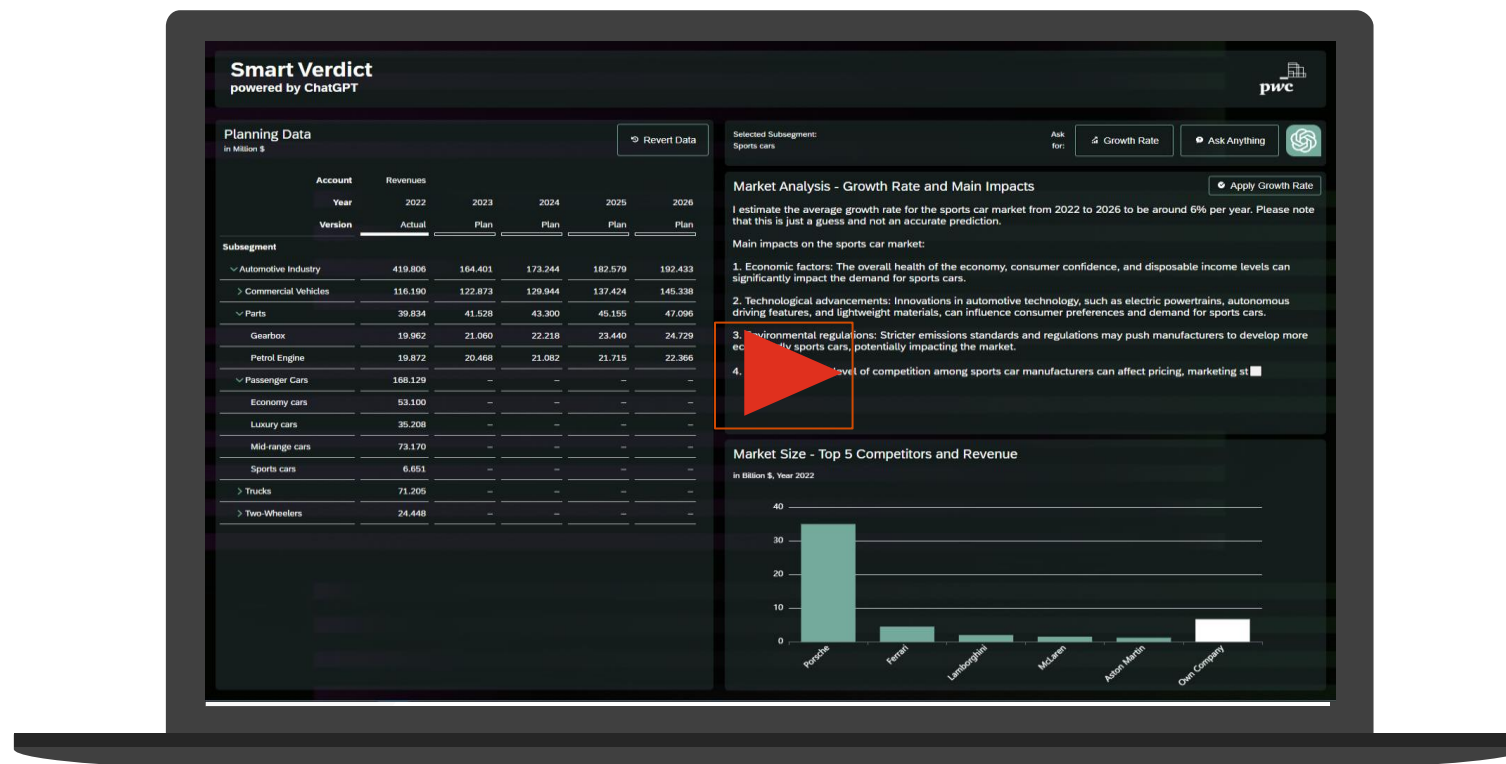 Smart Verdict
powered by ChatGPT
pwc
Planning Data
in Million $
Revert Data
Account Revenues
Year 2022 2023 2024 2025 2026
Version Actual Plan Plan Plan Plan
Subsegment
Automotive Industry 419.806 164.401 173.244 182.579 192.433
Commercial Vehicles 116.190 122.873 129.944 137.424 145.338
Parts 39.834 41.528 43.300 45.155 47.096
Gearbox 19.962 21.060 22.218 23.440 24.729
Petrol Engine 19.872 20.468 21.082 21.715 22.366
Passenger Cars 168.129 – – – –
Economy cars 53.100 – – – –
Luxury cars 35.208 – – – –
Mid-range cars 73.170 – – – –
Sports cars 6.651 – – – –
Trucks 71.205 – – – –
Two-Wheelers 24.448 – – – –
Selected Subsegment:
Sports cars
Ask
for:
Growth Rate
Ask Anything
Market Analysis - Growth Rate and Main Impacts
Apply Growth Rate
I estimate the average growth rate for the sports car market from 2022 to 2026 to be around 6% per year. Please note
that this is just a guess and not an accurate prediction.
Main impacts on the sports car market:
1. Economic factors: The overall health of the economy, consumer confidence, and disposable income levels can
significantly impact the demand for sports cars.
2. Technological advancements: Innovations in automotive technology, such as electric powertrains, autonomous
driving features, and lightweight materials, can influence consumer preferences and demand for sports cars.
3. Environmental regulations: Stricter emissions standards and regulations may push manufacturers to develop more
sports cars, potentially impacting the market.
4. level of competition among sports car manufacturers can affect pricing, marketing st
Market Size - Top 5 Competitors and Revenue
in Billion $, Year 2022
40
30
20
10
0
Porsche
Ferrari
Lamborghini
McLaren
Aston Martin
Own Company